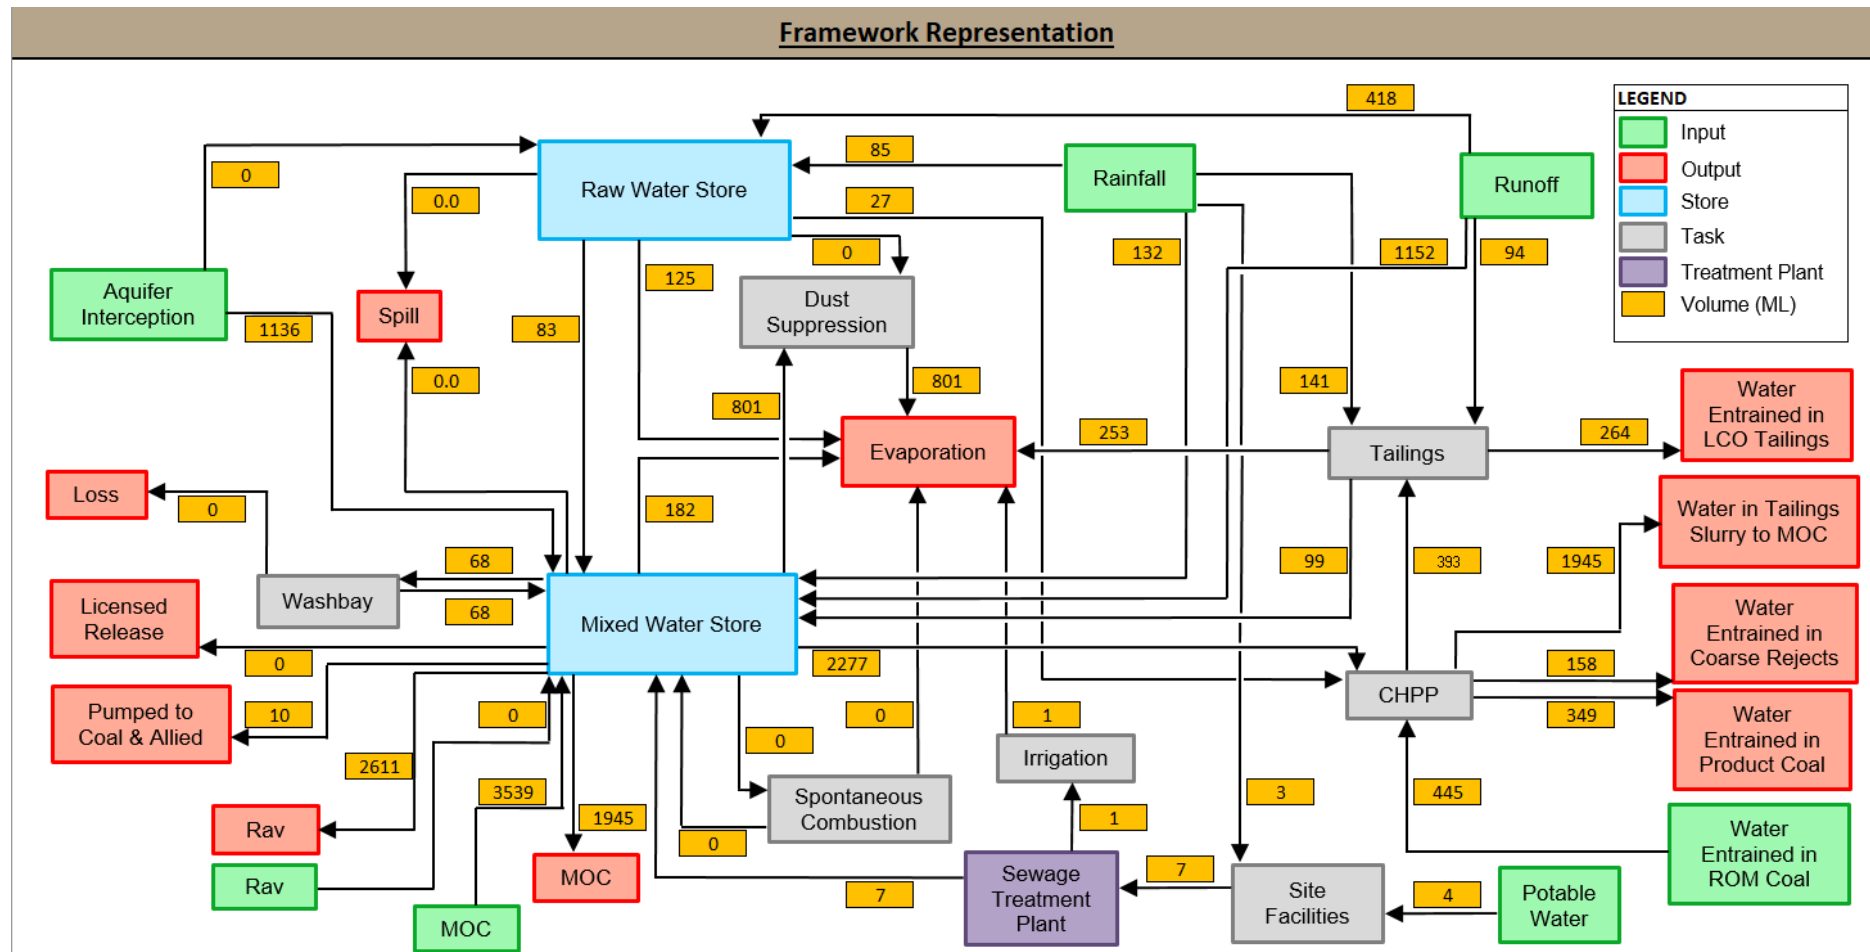 Framework Representation
418
LEGEND
Input
Output
Store
Task
Treatment Plant
Volume (ML)
85
0
Raw Water Store
Rainfall
Runoff
0.0
27
0
132
1152
94
Aquifer
Interception
125
Dust
Suppression
Spill
1136
83
0.0
801
801
141
Water
Entrained in
LCO Tailings
253
Evaporation
Tailings
264
Loss
0
182
Water in Tailings
Slurry to MOC
68
99
393
1945
Washbay
68
Licensed
Release
Mixed Water Store
Water
Entrained in
Coarse Rejects
0
2277
158
CHPP
Pumped to
Coal & Allied
10
0
0
0
1
349
Water
Entrained in
Product Coal
2611
3539
Irrigation
Spontaneous
Combustion
3
445
Rav
1945
0
1
Water
Entrained in
ROM Coal
Rav
MOC
Sewage
Treatment
Plant
7
7
Site
Facilities
4
Potable
Water
MOC